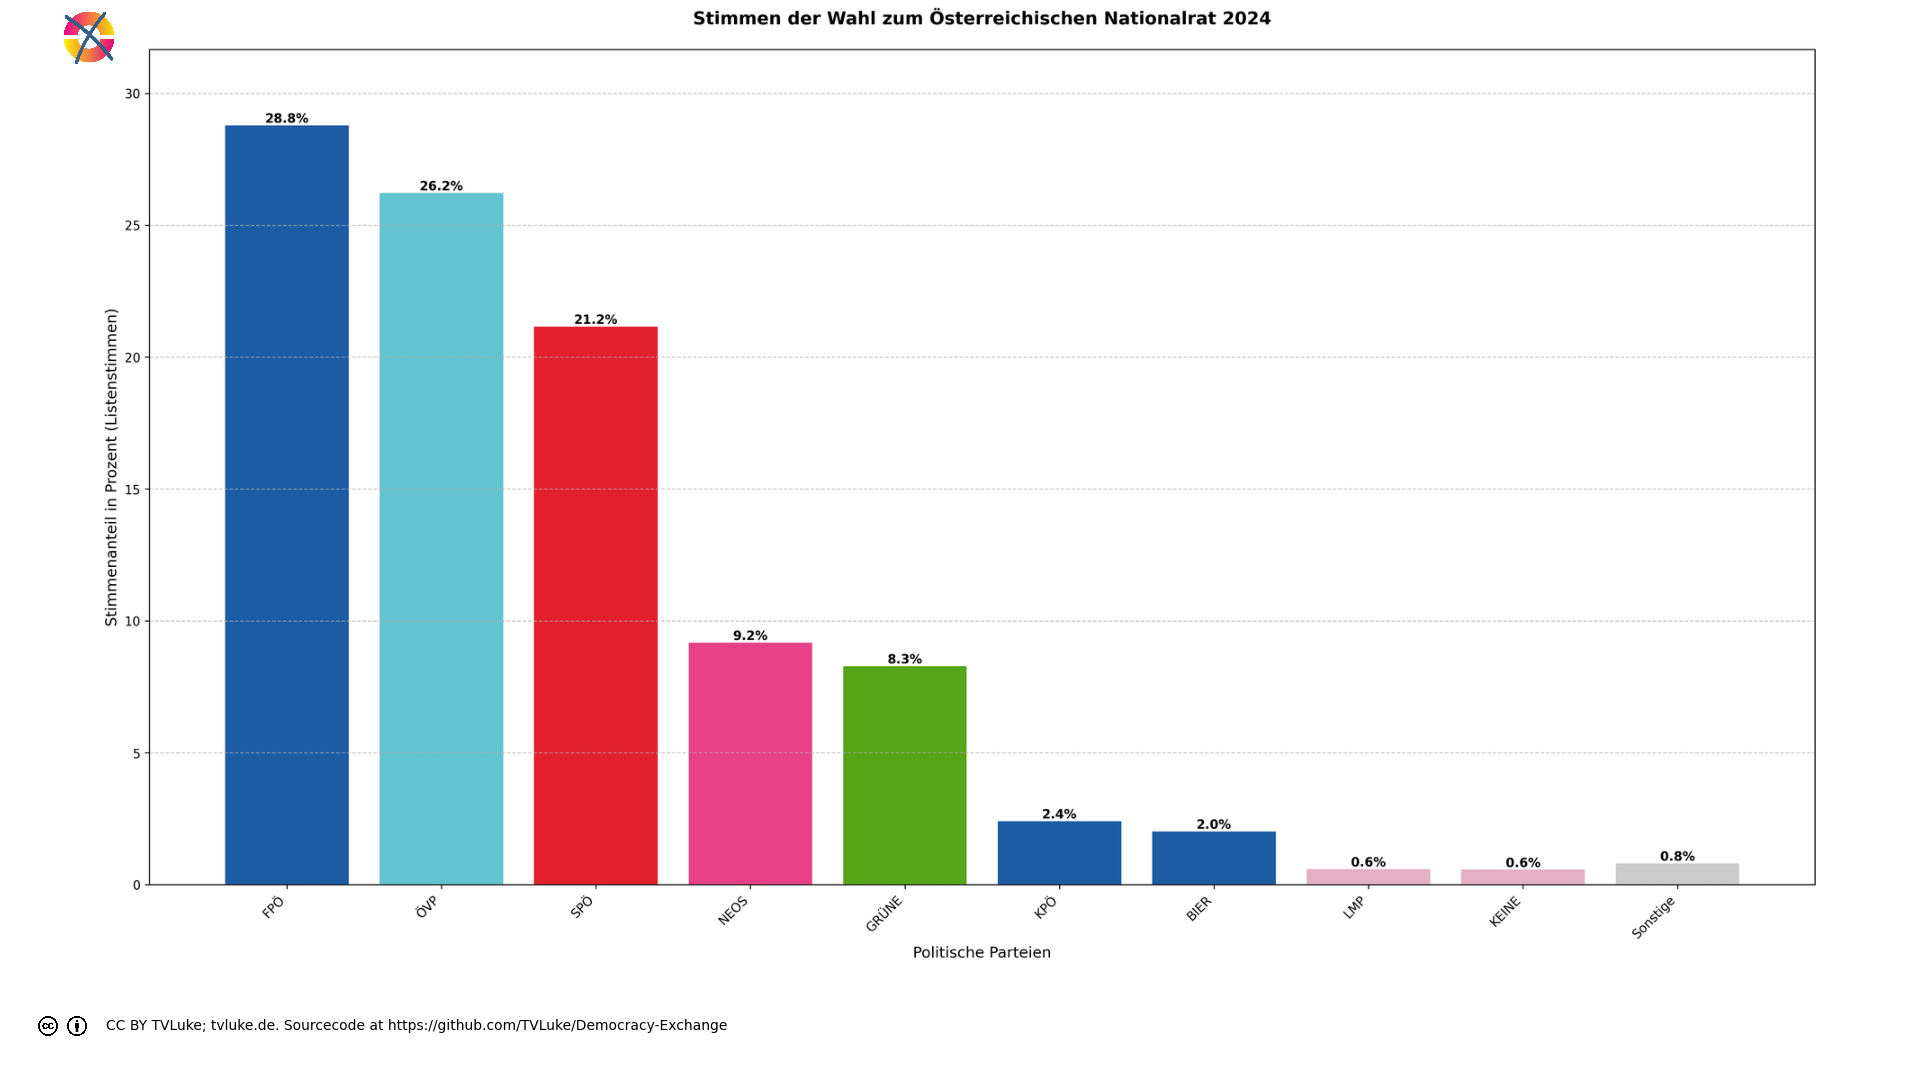 Stimmen der Wahl zum Österreichischen Nationalrat 2024
Stimmenanteil in Prozent (Listenstimmen)
30
25
20
15
10
5
0
28.8%
26.2%
21.2%
9.2%
8.3%
2.4%
2.0%
0.6%
0.6%
0.8%
FPÖ
ÖVP
SPÖ
NEOS
GRÜNE
KPÖ
BIER
LMP
KEINE
Sonstige
Politische Parteien
cc CC BY TVLuke; tvluke.de. Sourcecode at https://github.com/TVLuke/Democracy-Exchange